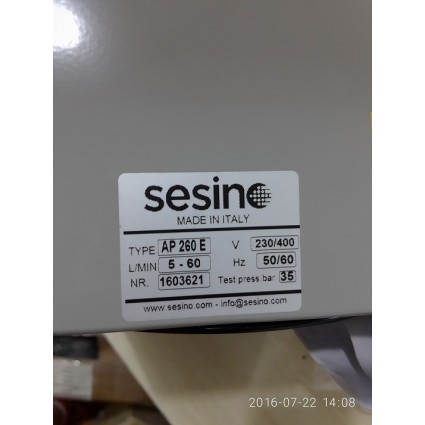 sesino
MADE IN ITALY
TYPE AP 260 E V 230/400
L/MIN 5 - 60 Hz 50/60
NR. 1603621 Test press bar 35
www.sesino.com - info@sesino.com
2016-07-22 14:08